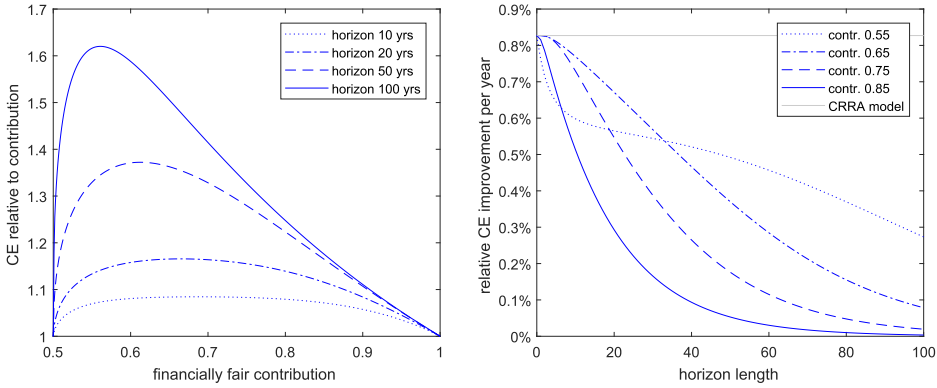 1.7
1.6
1.5
1.4
1.3
1.2
1.1
1
CE relative to contribution
horizon 10 yrs
horizon 20 yrs
horizon 50 yrs
horizon 100 yrs
0.5 0.6 0.7 0.8 0.9 1
financially fair contribution
0.9%
0.8%
0.7%
0.6%
0.5%
0.4%
0.3%
0.2%
0.1%
0%
relative CE improvement per year
contr. 0.55
contr. 0.65
contr. 0.75
contr. 0.85
CRRA model
0 20 40 60 80 100
horizon length